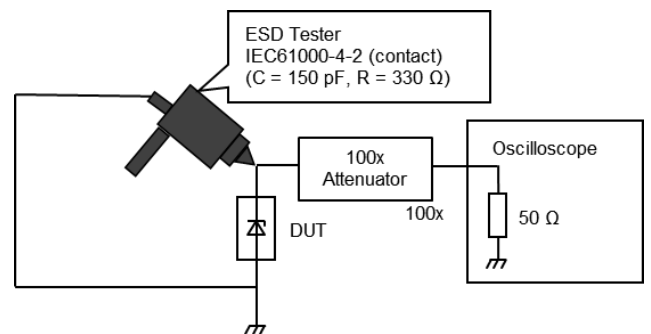 ESD Tester
IEC61000-4-2 (contact)
(C = 150 pF, R = 330 Ω)
100x
Attenuator
100x
Oscilloscope
50 Ω
DUT